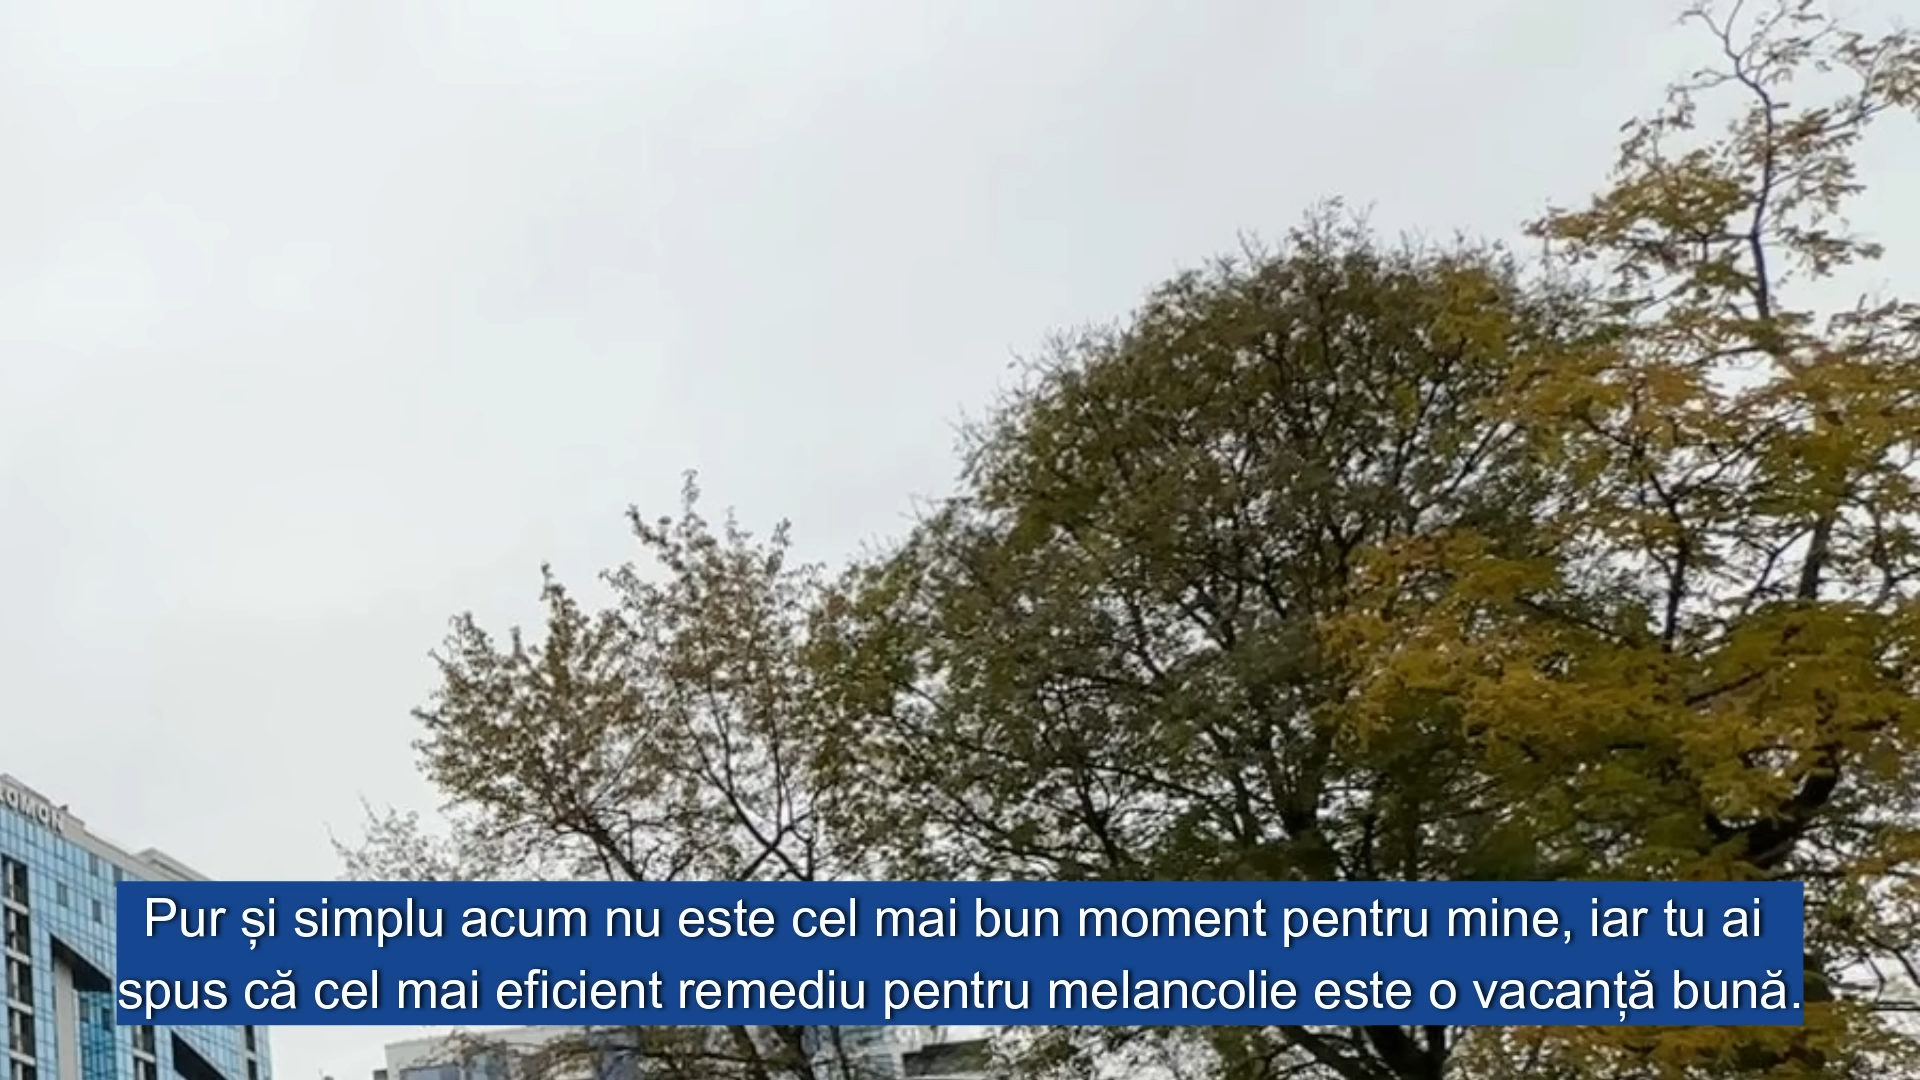 Pur și simplu acum nu este cel mai bun moment pentru mine, iar tu ai
spus că cel mai eficient remediu pentru melancolie este o vacanță bună.